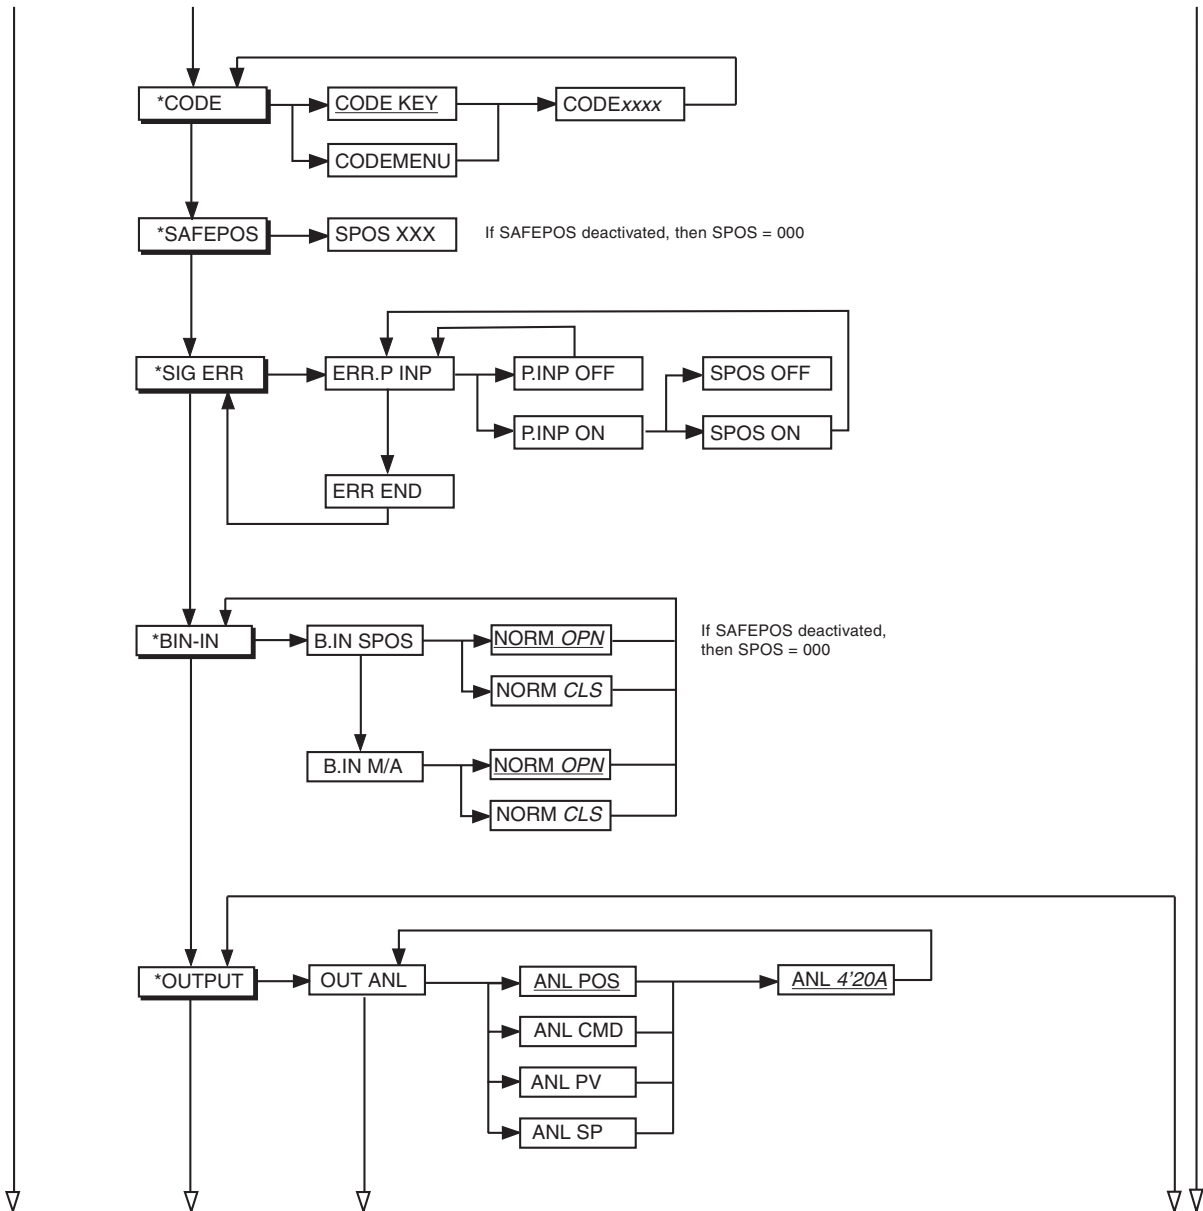 *CODE
CODE KEY
CODExxxx
CODEMENU
*SAFEPOS
SPOS XXX
If SAFEPOS deactivated, then SPOS = 000
*SIG ERR
ERR.P INP
P.INP OFF
SPOS OFF
P.INP ON
SPOS ON
ERR END
*BIN-IN
B.IN SPOS
NORM OPN
If SAFEPOS deactivated,
then SPOS = 000
NORM CLS
B.IN M/A
NORM OPN
NORM CLS
*OUTPUT
OUT ANL
ANL POS
ANL 4'20A
ANL CMD
ANL PV
ANL SP